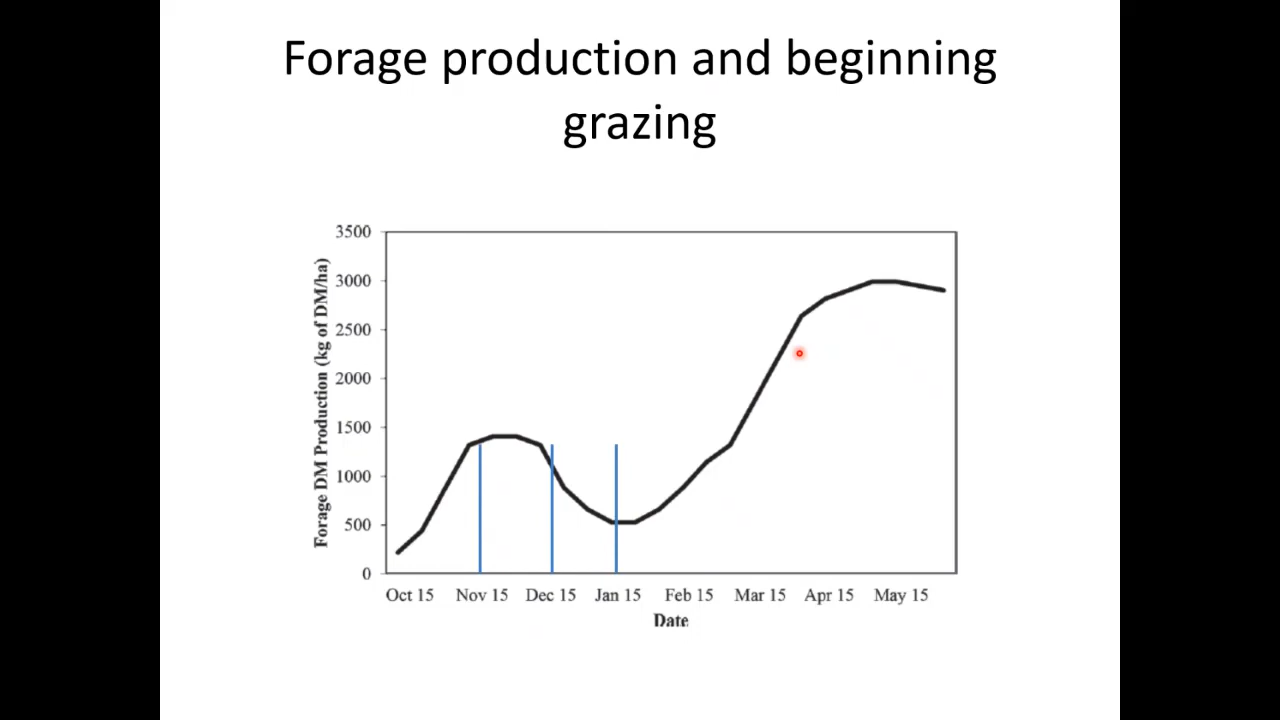 Forage production and beginning
grazing
Forage DM Production (kg of DM/ha)
3500
3000
2500
2000
1500
1000
500
0
Oct 15 Nov 15 Dec 15 Jan 15 Feb 15 Mar 15 Apr 15 May 15
Date